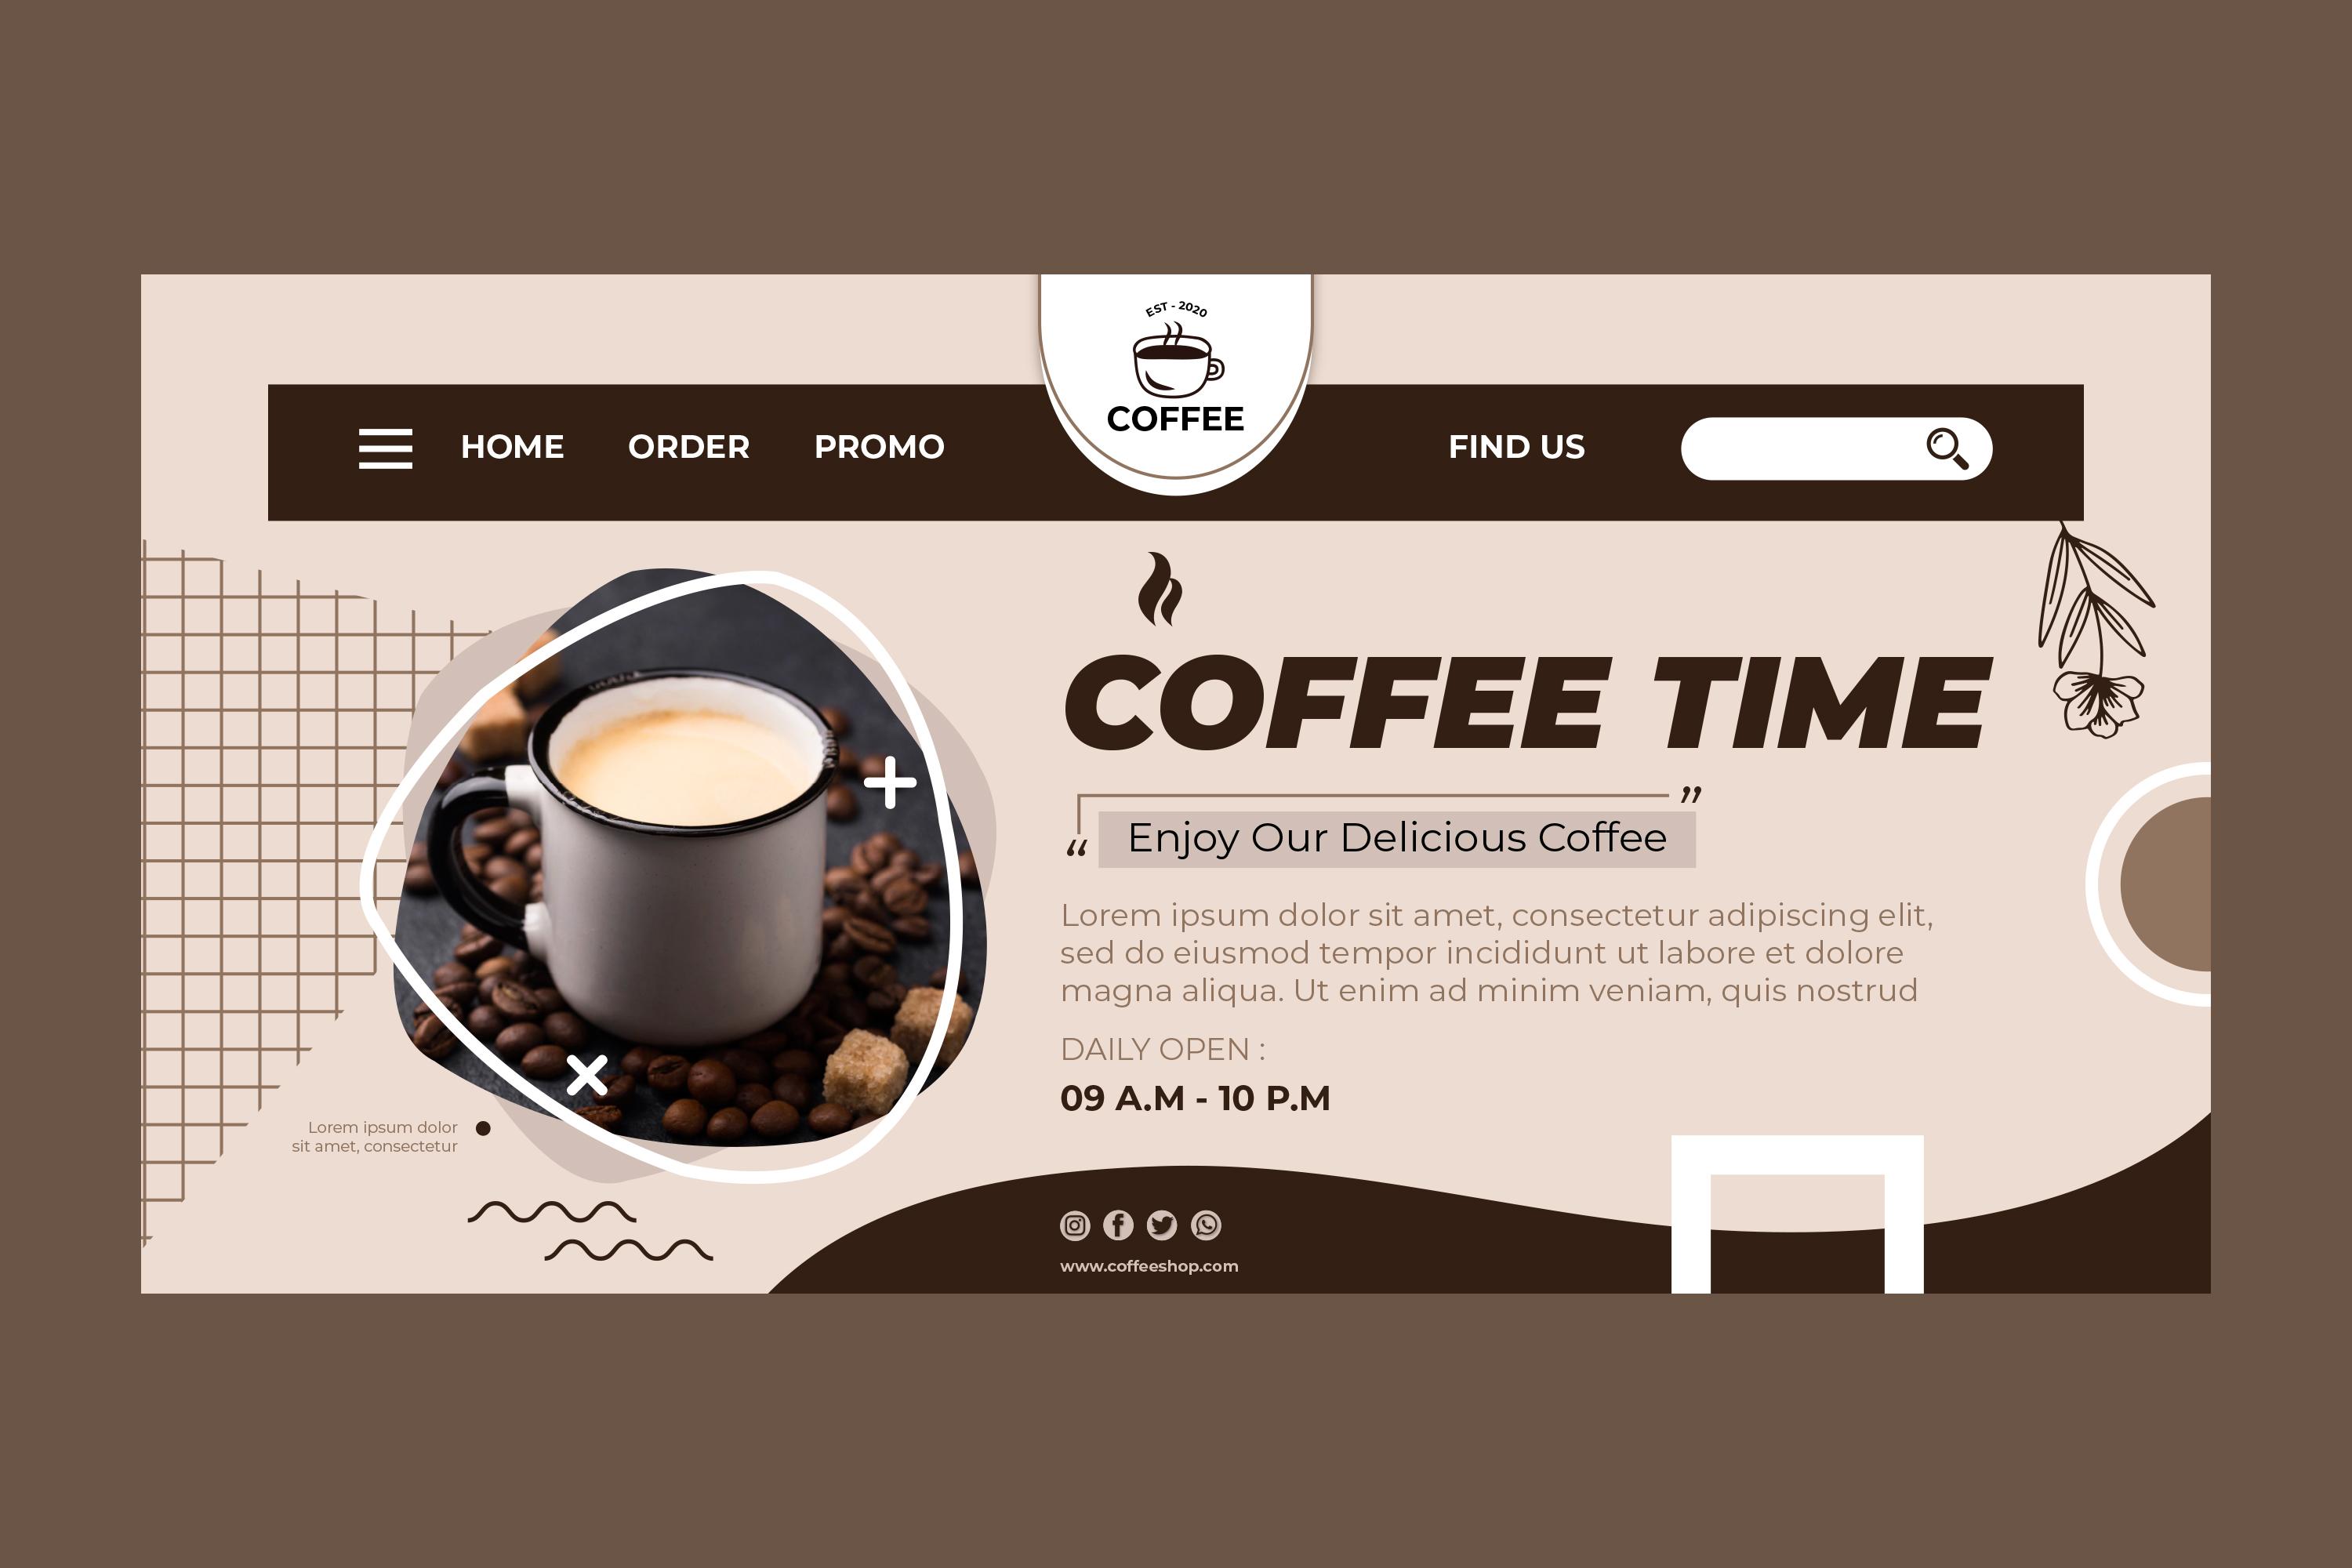 EST - 2020
COFFEE
HOME
ORDER
PROMO
FIND US
COFFEE TIME
“ Enjoy Our Delicious Coffee ”
Lorem ipsum dolor sit amet, consectetur adipiscing elit,
sed do eiusmod tempor incididunt ut labore et dolore
magna aliqua. Ut enim ad minim veniam, quis nostrud
DAILY OPEN :
09 A.M - 10 P.M
Lorem ipsum dolor
sit amet, consectetur
www.coffeeshop.com